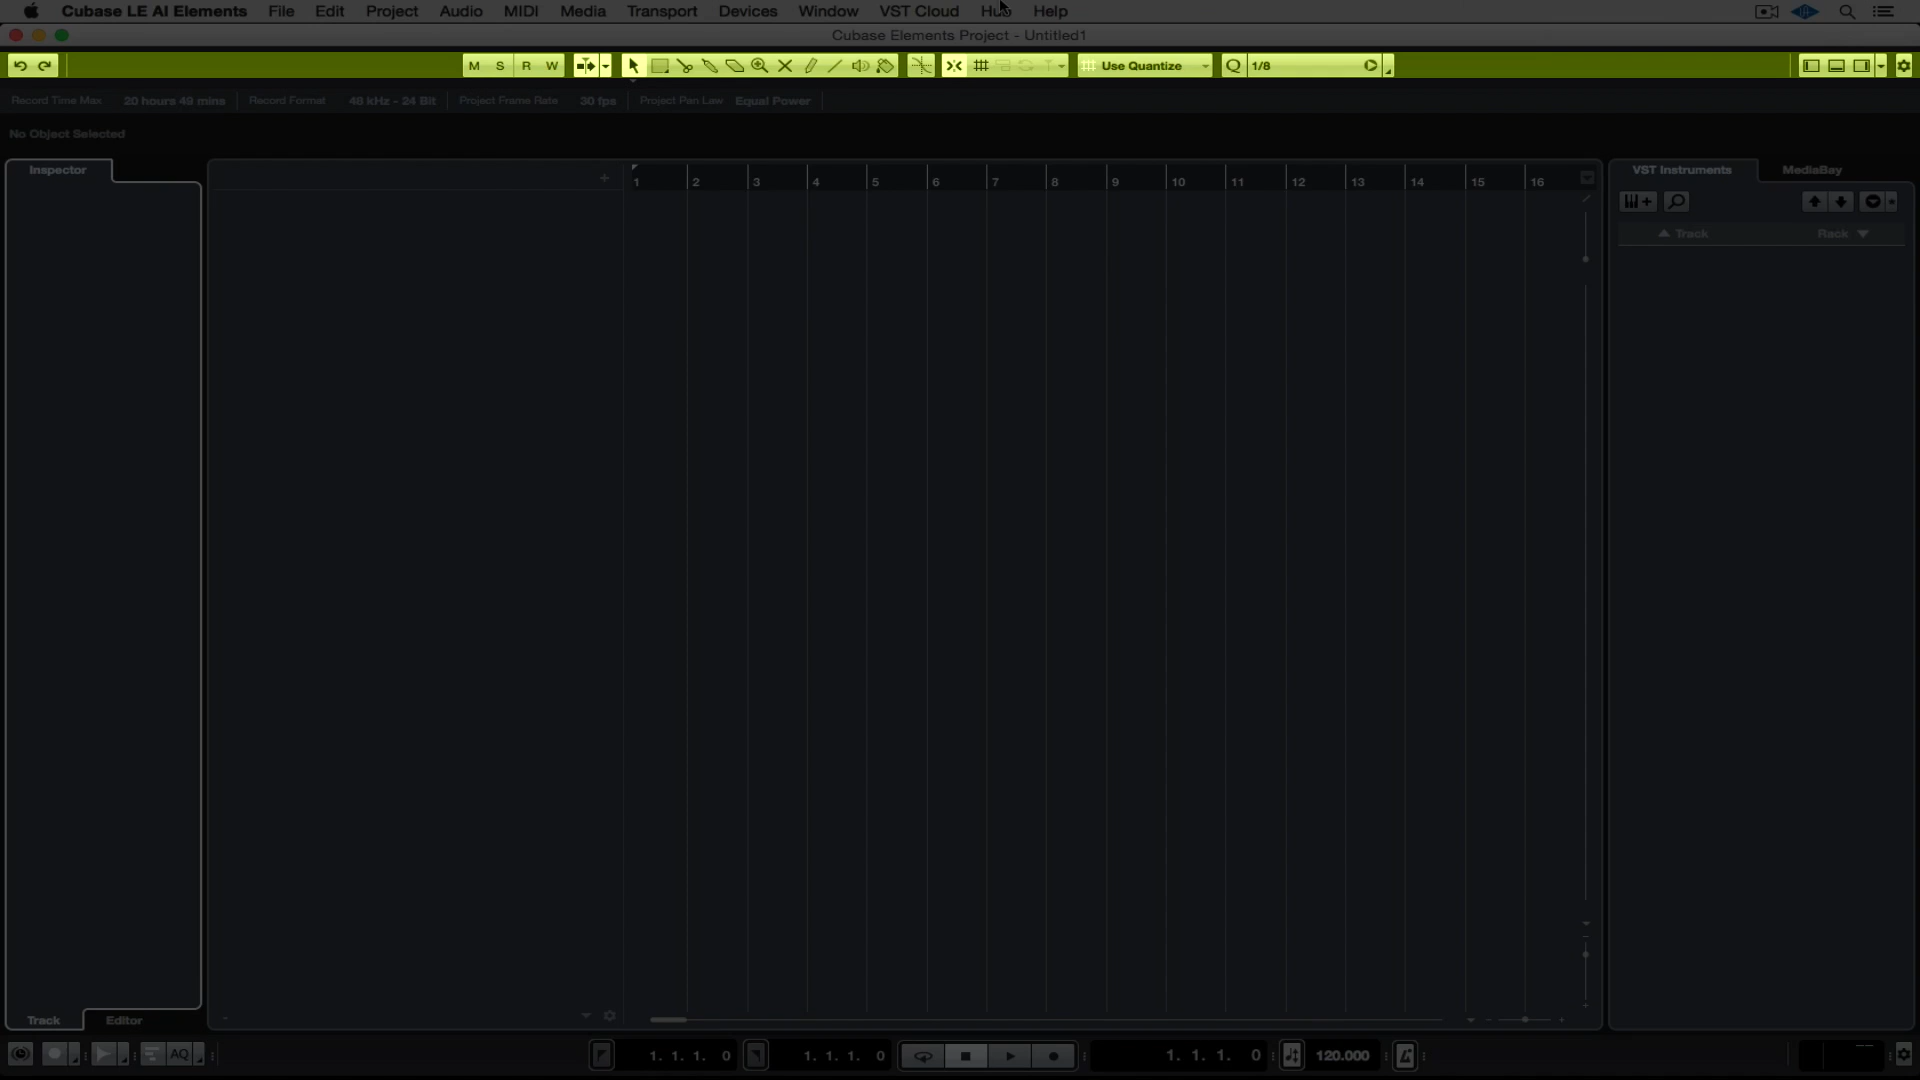 Cubase LE AI Elements File Edit Project Audio MIDI Media Transport Devices Window VST Cloud Help
Cubase Elements Project - Untitled1
M S R W Use Quantize Q 1/8
Record Time Max 20 hours 49 mins Record Format 48 kHz - 24 Bit Project Frame Rate 30 fps Project Pan Law Equal Power
No Object Selected
Inspector
1 2 3 4 5 6 7 8 9 10 11 12 13 14 15 16
VST Instruments MediaBay
Track Rack
Track Editor
AQ 1. 1. 1. 0 1. 1. 1. 0 1. 1. 1. 0 120.000